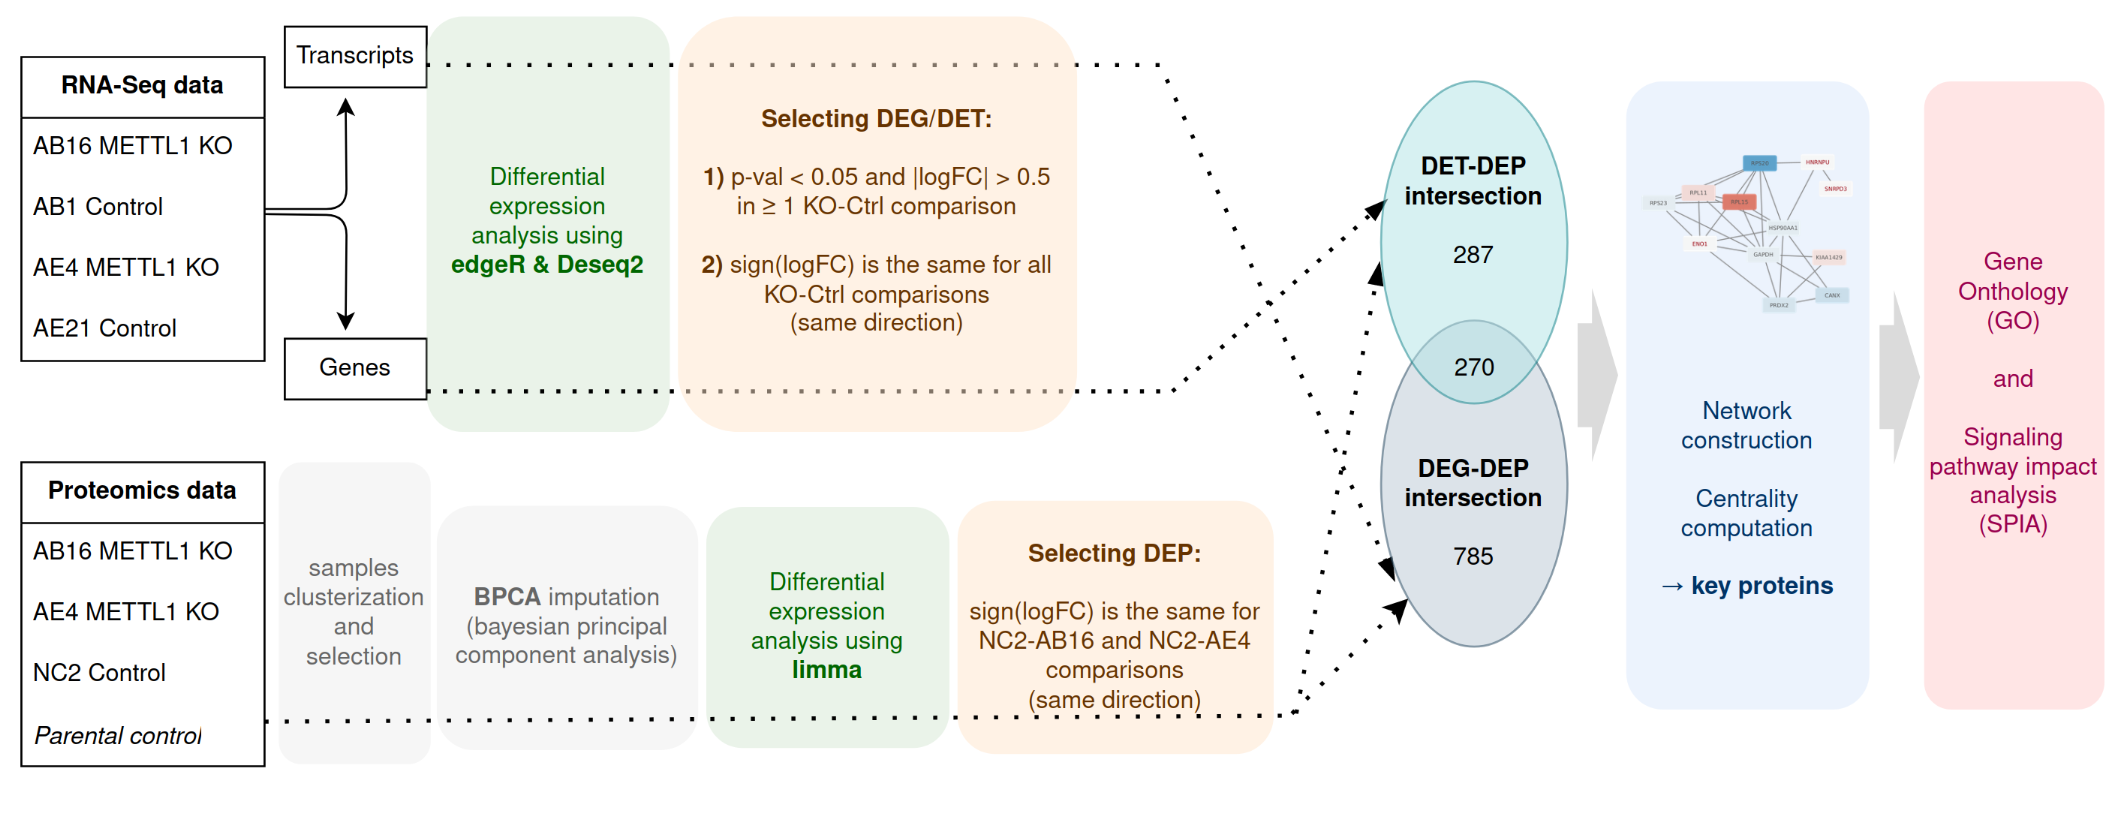 RNA-Seq data
AB16 METTL1 KO
AB1 Control
AE4 METTL1 KO
AE21 Control
Transcripts
Genes
Differential
expression
analysis using
edgeR & Deseq2
Selecting DEG/DET:
1) p-val < 0.05 and |logFC| > 0.5
in ≥ 1 KO-Ctrl comparison
2) sign(logFC) is the same for all
KO-Ctrl comparisons
(same direction)
Proteomics data
AB16 METTL1 KO
AE4 METTL1 KO
NC2 Control
Parental control
samples
clusterization
and
selection
BPCA imputation
(bayesian principal
component analysis)
Differential
expression
analysis using
limma
Selecting DEP:
sign(logFC) is the same for
NC2-AB16 and NC2-AE4
comparisons
(same direction)
DET-DEP
intersection
287
270
DEG-DEP
intersection
785
RPS20
HNRNPU
SNRPD3
RPL11
RPL15
RPS23
HSP90AA1
ENO1
GAPDH
KIAA1429
CANX
PRDX2
Network
construction
Centrality
computation
→ key proteins
Gene
Onthology
(GO)
and
Signaling
pathway impact
analysis
(SPIA)